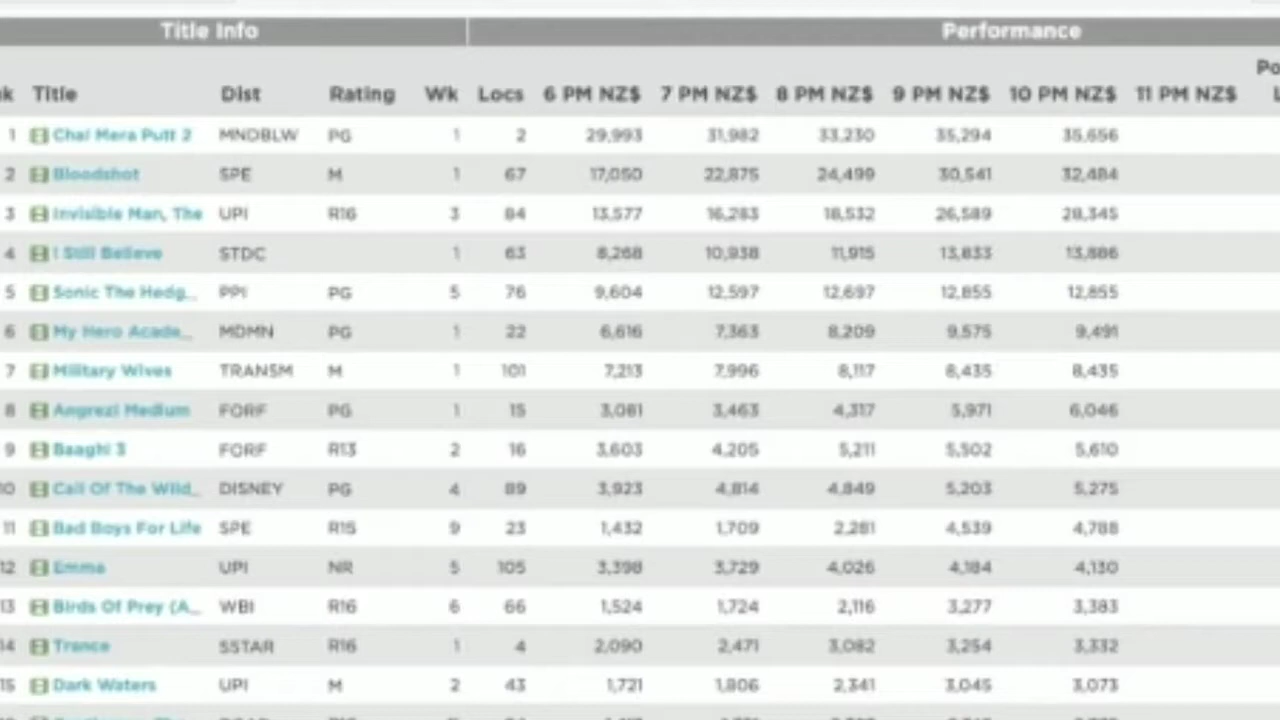 Title Info Performance
Po
k Title Dist Rating Wk Locs 6 PM NZ$ 7 PM NZ$ 8 PM NZ$ 9 PM NZ$ 10 PM NZ$ 11 PM NZ$ L
1 Chal Mera Putt 2 MNDBLW PG 1 2 29,993 31,982 33,230 35,294 35,656
2 Bloodshot SPE M 1 67 17,050 22,875 24,499 30,541 32,484
3 Invisible Man, The UPI R16 3 84 13,577 16,283 18,532 26,589 28,345
4 I Still Believe STDC 1 63 8,268 10,938 11,915 13,833 13,886
5 Sonic The Hedg... PPI PG 5 76 9,604 12,597 12,697 12,855 12,855
6 My Hero Acade... MDMN PG 1 22 6,616 7,363 8,209 9,575 9,491
7 Military Wives TRANSM M 1 101 7,213 7,996 8,117 8,435 8,435
8 Angrezi Medium FORF PG 1 15 3,081 3,463 4,317 5,971 6,046
9 Baaghi 3 FORF R13 2 16 3,603 4,205 5,211 5,502 5,610
10 Call Of The Wild... DISNEY PG 4 89 3,923 4,814 4,849 5,203 5,275
11 Bad Boys For Life SPE R15 9 23 1,432 1,709 2,281 4,539 4,788
12 Emma UPI NR 5 105 3,398 3,729 4,026 4,184 4,130
13 Birds Of Prey (A... WBI R16 6 66 1,524 1,724 2,116 3,277 3,383
14 Trance SSTAR R16 1 4 2,090 2,471 3,082 3,254 3,332
15 Dark Waters UPI M 2 43 1,721 1,806 2,341 3,045 3,073